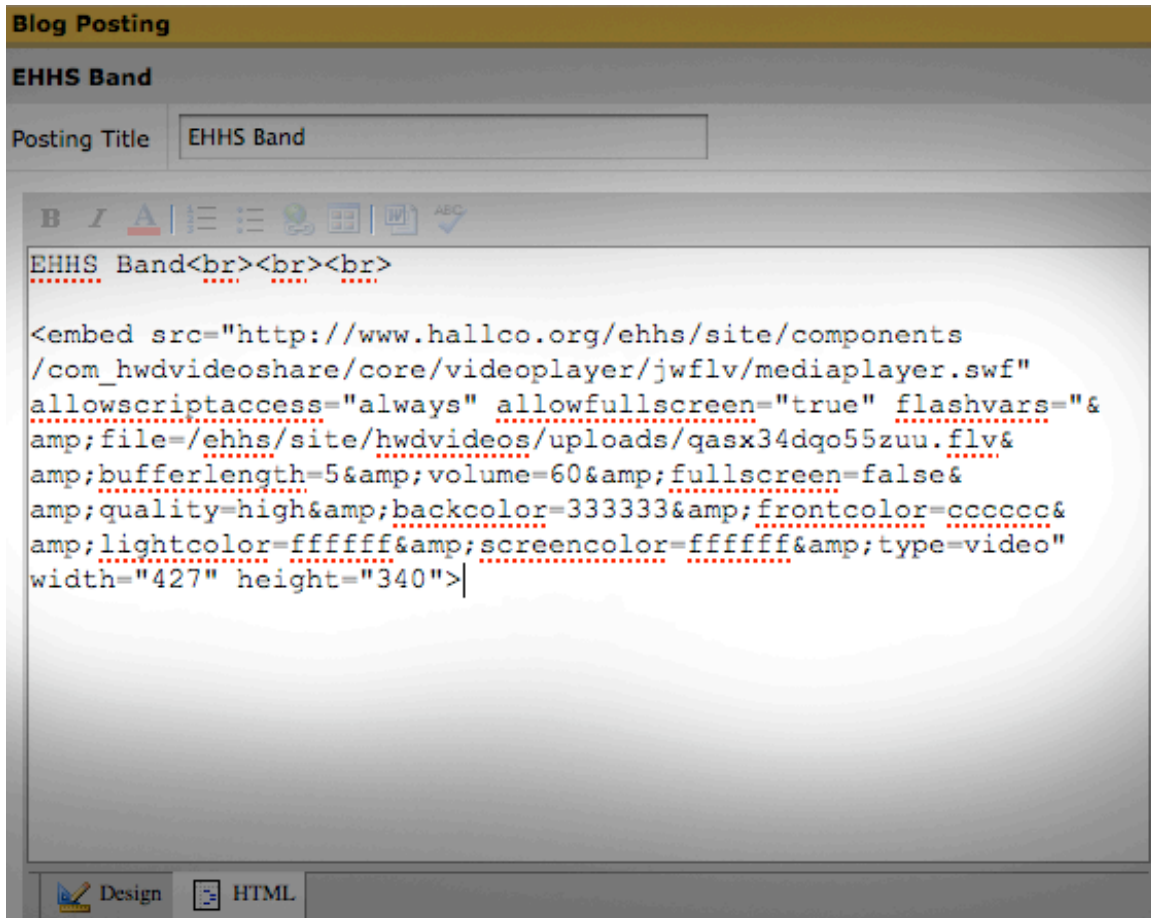 Blog Posting
EHHS Band
Posting Title EHHS Band
B I A ABC
EHHS Band<br><br><br>
<embed src="http://www.hallco.org/ehhs/site/components
/com_hwdvideoshare/core/videoplayer/jwflv/mediaplayer.swf"
allowscriptaccess="always" allowfullscreen="true" flashvars="&
amp;file=/ehhs/site/hwdvideos/uploads/qasx34dqo55zuu.flv&
amp;bufferlength=5&amp;volume=60&amp;fullscreen=false&
amp;quality=high&amp;backcolor=333333&amp;frontcolor=cccccc&
amp;lightcolor=ffffff&amp;screencolor=ffffff&amp;type=video"
width="427" height="340">
Design HTML